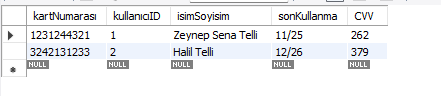 kartNumarası kullanıcıID isimSoyisim sonKullanma CVV
1231244321 1 Zeynep Sena Telli 11/25 262
3242131233 2 Halil Telli 12/26 379
NULL NULL NULL NULL NULL